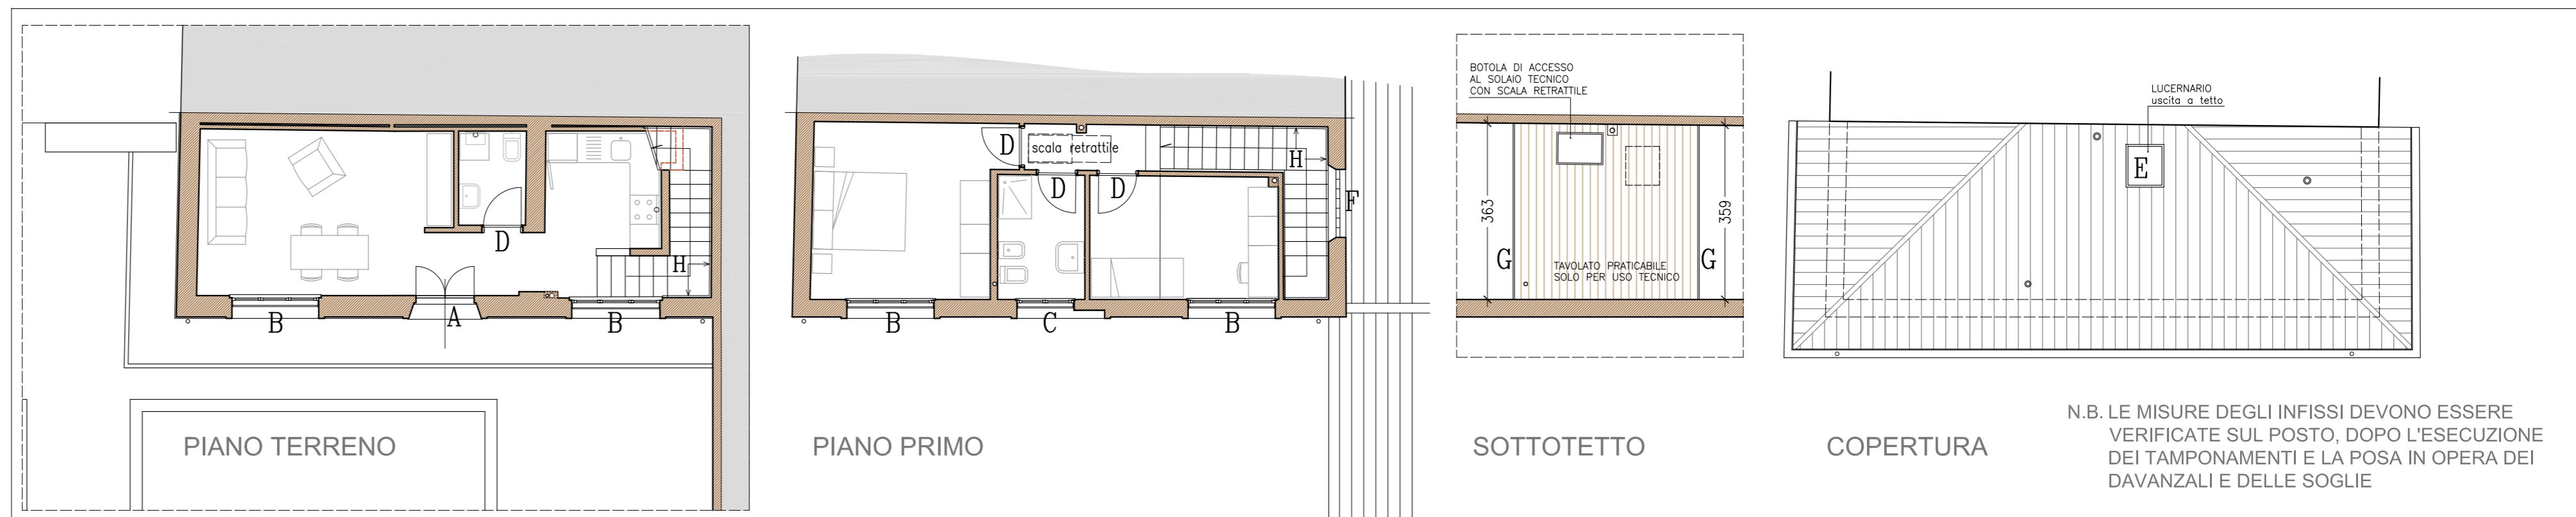 D
H
B
A
B
PIANO TERRENO
D
scala retrattile
H
D
D
F
B
C
B
PIANO PRIMO
BOTOLA DI ACCESSO
AL SOLAIO TECNICO
CON SCALA RETRATTILE
363
359
G
G
TAVOLATO PRATICABILE
SOLO PER USO TECNICO
SOTTOTETTO
LUCERNARIO
uscita a tetto
E
COPERTURA
N.B. LE MISURE DEGLI INFISSI DEVONO ESSERE
VERIFICATE SUL POSTO, DOPO L'ESECUZIONE
DEI TAMPONAMENTI E LA POSA IN OPERA DEI
DAVANZALI E DELLE SOGLIE